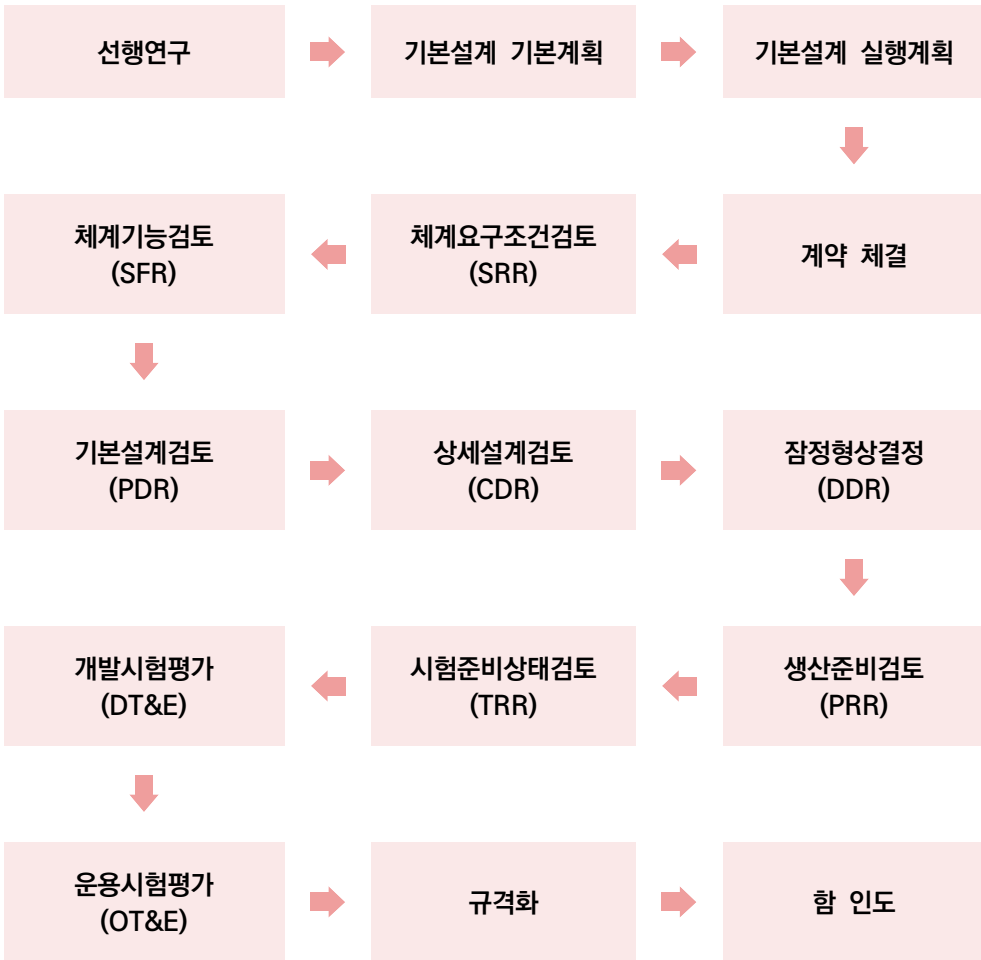 선행연구
기본설계 기본계획
기본설계 실행계획
계약 체결
체계요구조건검토
(SRR)
체계기능검토
(SFR)
기본설계검토
(PDR)
상세설계검토
(CDR)
잠정형상결정
(DDR)
생산준비검토
(PRR)
시험준비상태검토
(TRR)
개발시험평가
(DT&E)
운용시험평가
(OT&E)
규격화
함 인도